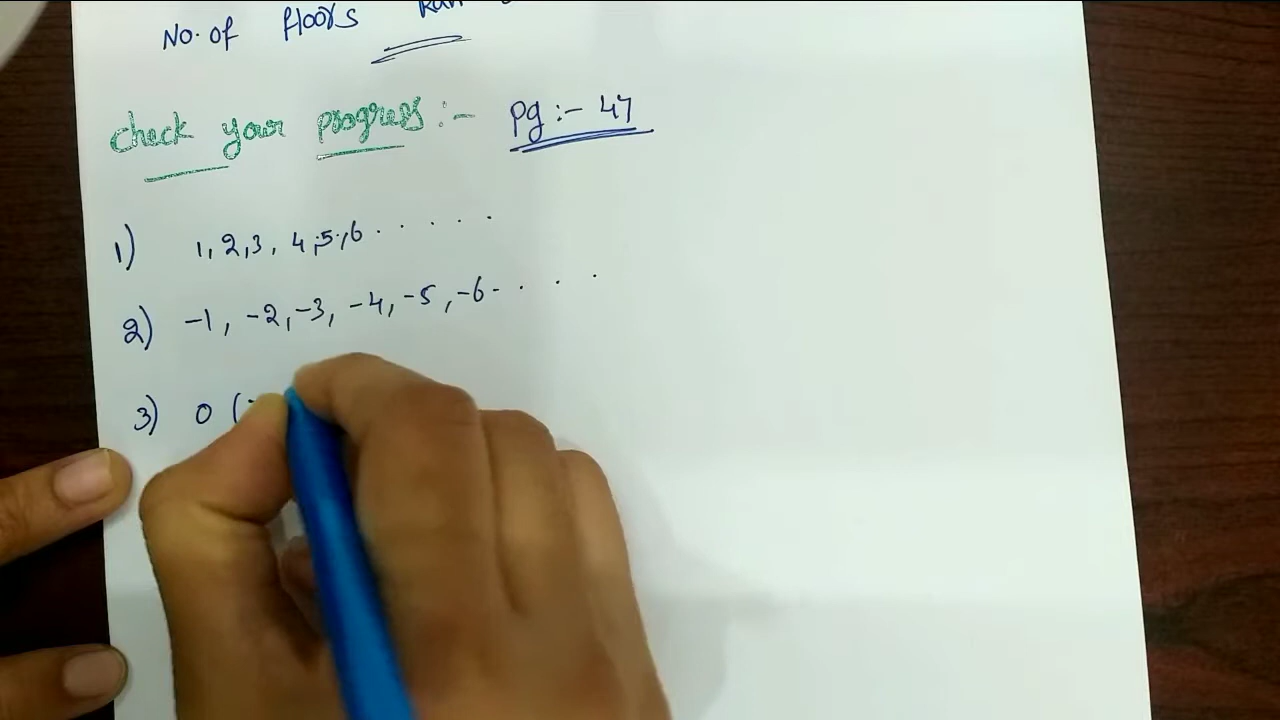 No. of floors
check your progress :- pg :- 47
1) 1, 2, 3, 4, 5, 6 . . . . .
2) -1, -2, -3, -4, -5, -6 - . . .
3) 0 (